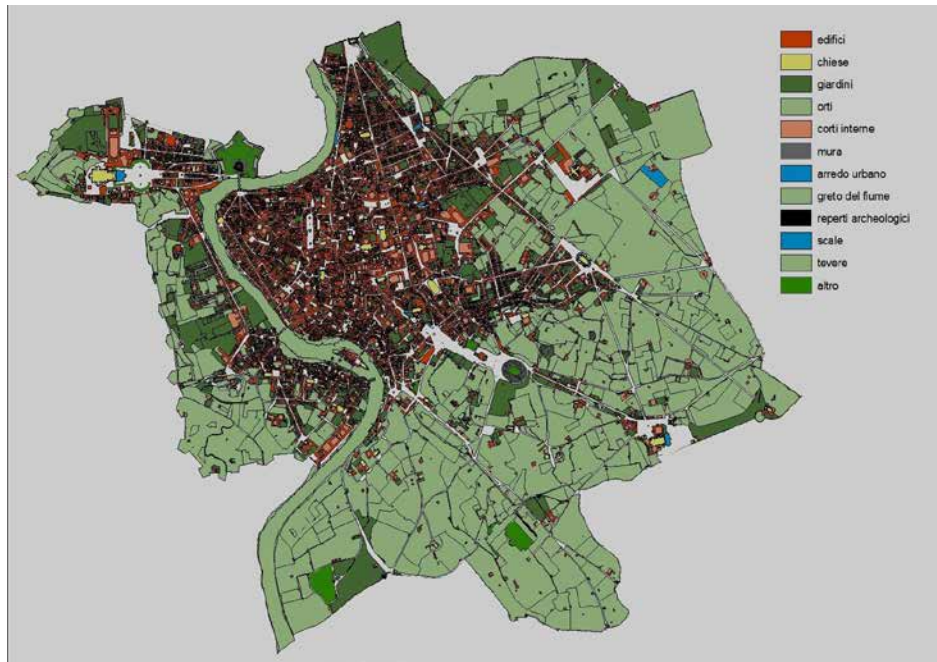 edifici
chiese
giardini
orti
corti interne
mura
arredo urbano
greto del fiume
reperti archeologici
scale
tevere
altro